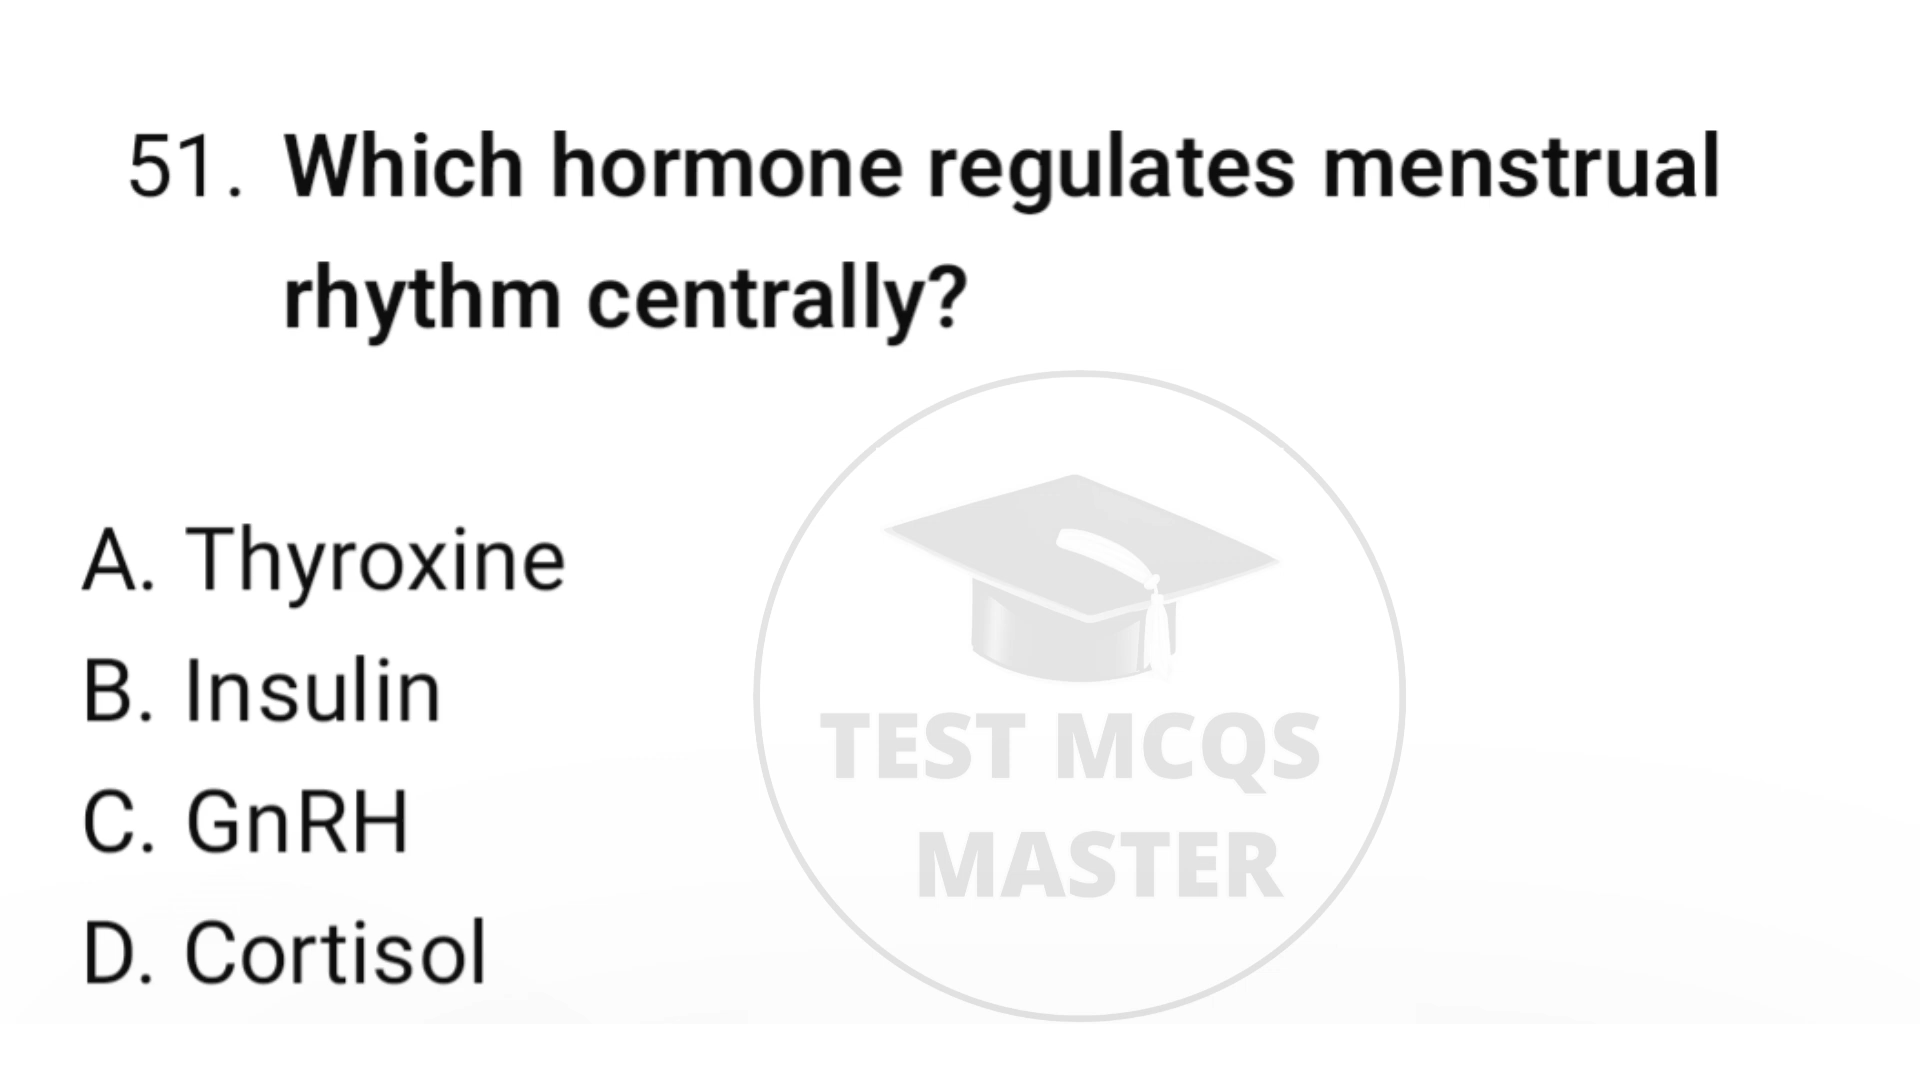 51. Which hormone regulates menstrual
rhythm centrally?
A. Thyroxine
B. Insulin
C. GnRH
D. Cortisol
TEST MCQS
MASTER